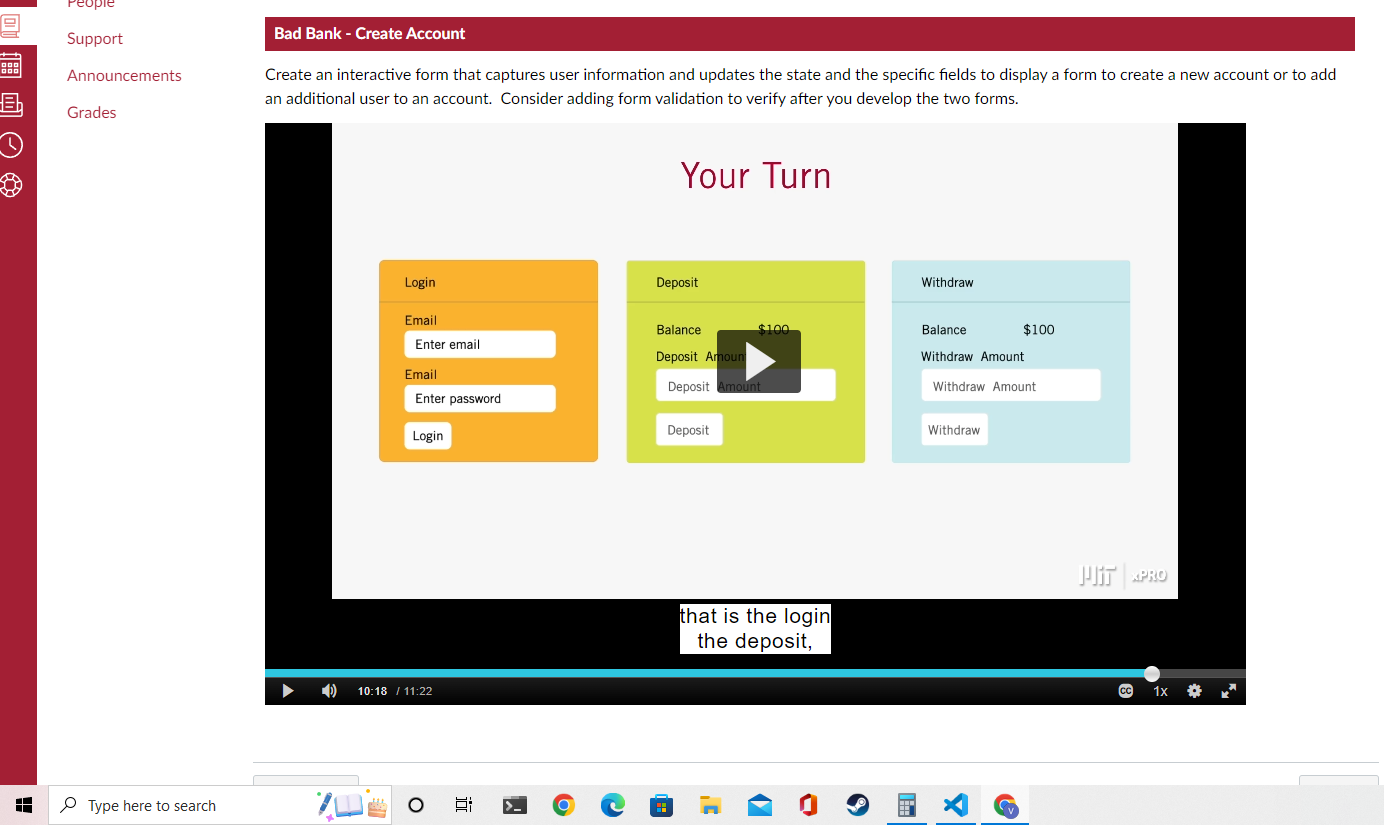 People
Support
Announcements
Grades
Bad Bank - Create Account
Create an interactive form that captures user information and updates the state and the specific fields to display a form to create a new account or to add
an additional user to an account. Consider adding form validation to verify after you develop the two forms.
Your Turn
Login
Email
Enter email
Email
Enter password
Login
Deposit
Balance $100
Deposit Amount
Deposit Amount
Deposit
Withdraw
Balance $100
Withdraw Amount
Withdraw Amount
Withdraw
MIT xPRO
that is the login
the deposit,
10:18 / 11:22
CC 1x
Type here to search
V